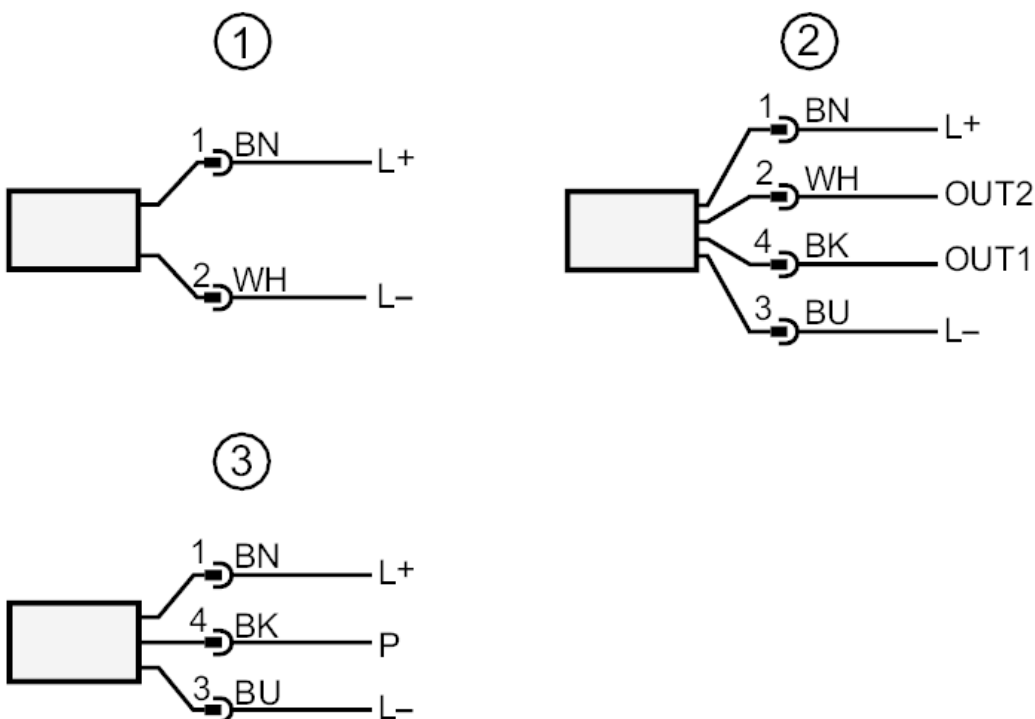 1 2
1 BN L+
2 WH L–
1 BN L+
2 WH OUT2
4 BK OUT1
3 BU L–
3
1 BN L+
4 BK P
3 BU L–